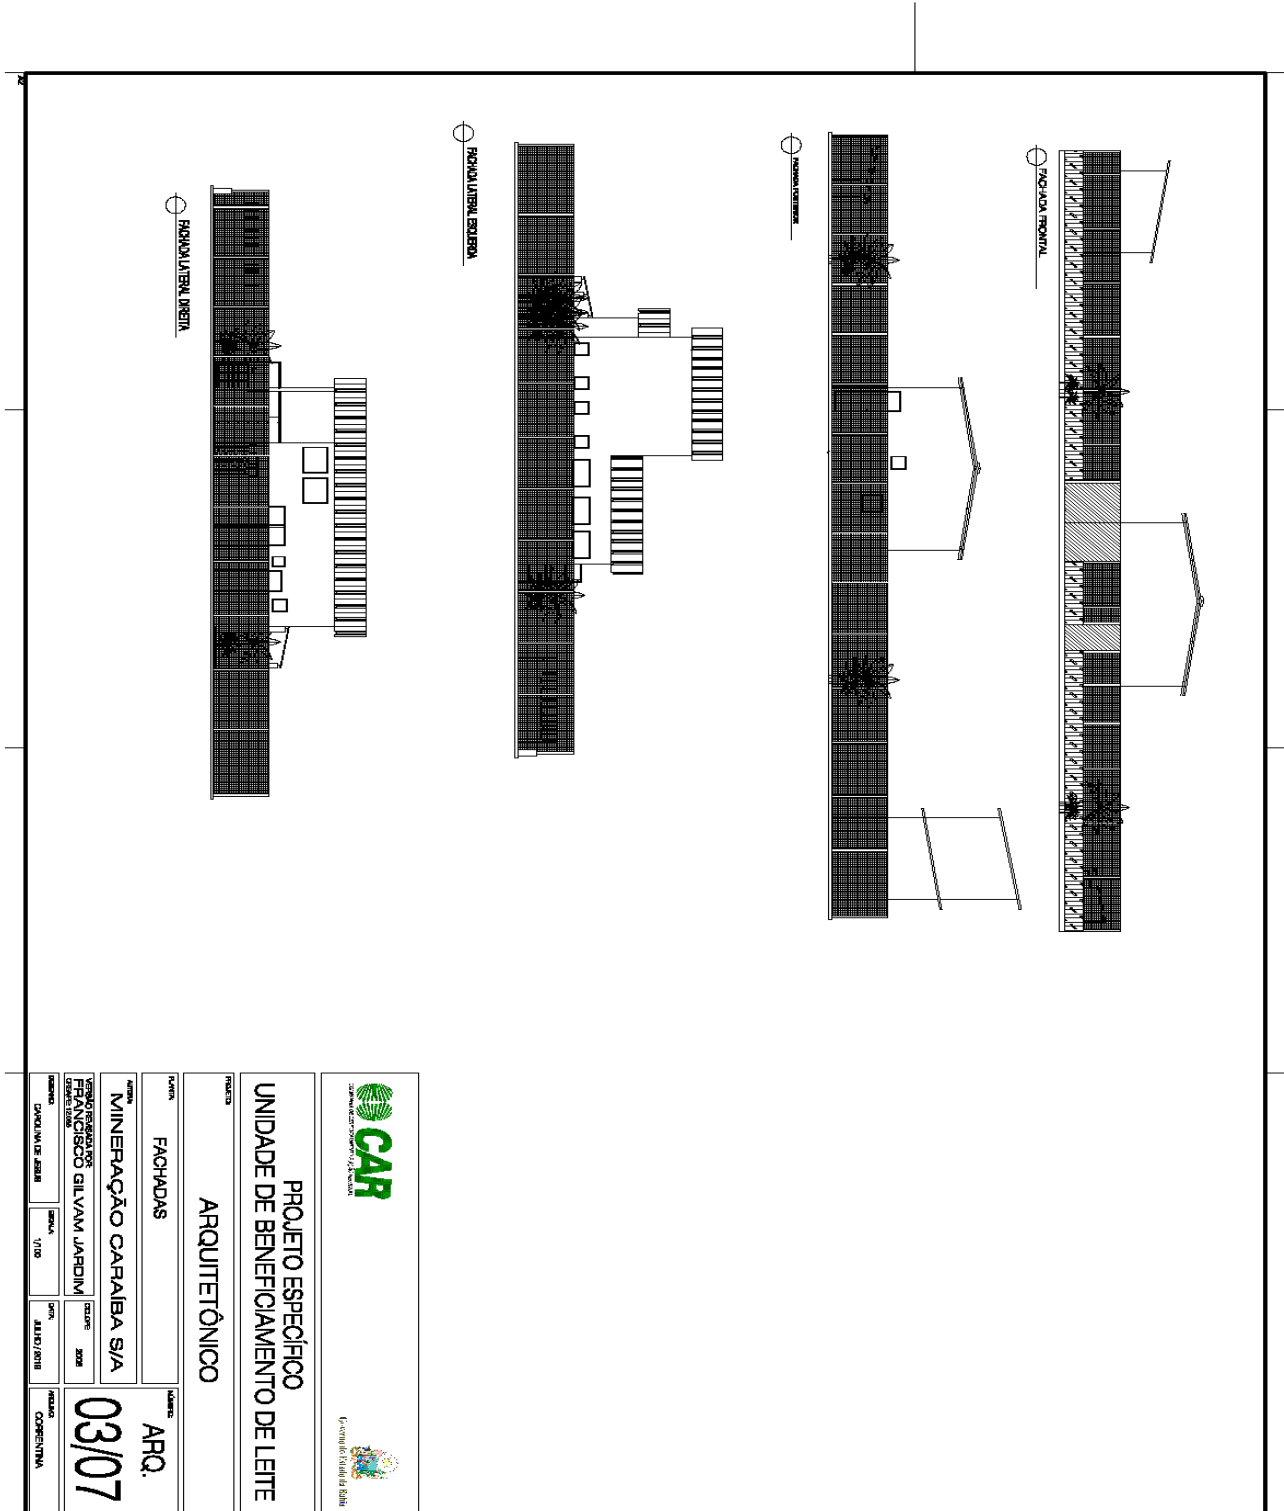 FACHADA FRONTAL
FACHADA POSTERIOR
FACHADA LATERAL ESQUERDA
FACHADA LATERAL DIREITA
A2
CAR
Governo do Estado da Bahia
PROJETO ESPECÍFICO
UNIDADE DE BENEFICIAMENTO DE LEITE
PROJETO:
ARQUITETÔNICO
PLANTA:
FACHADAS
NÚMERO:
ARQ.
03/07
AUTORIA:
MINERAÇÃO CARAÍBA S/A
VERSÃO REVISADA POR:
FRANCISCO GILVAM JARDIM
DESENHO:
CAROLINA DE JESUS
ESCALA:
1/100
DATA:
JULHO / 2018
ARQUIVO:
CORRENTINA